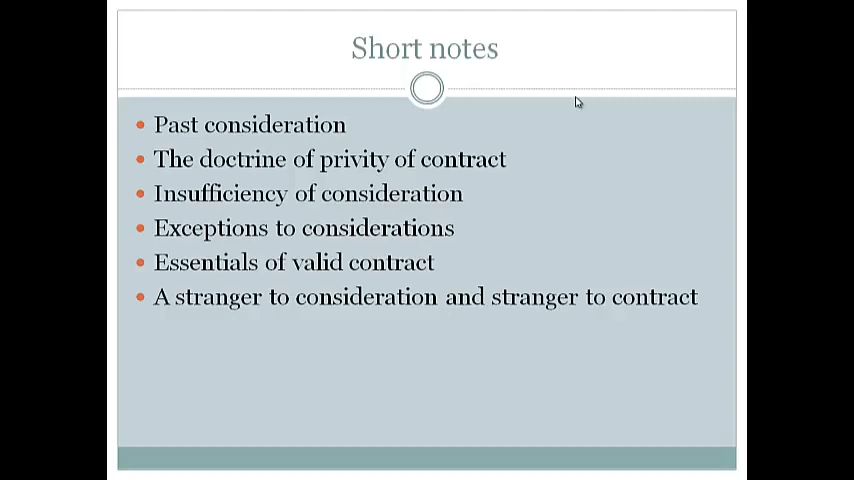 Short notes
Past consideration
The doctrine of privity of contract
Insufficiency of consideration
Exceptions to considerations
Essentials of valid contract
A stranger to consideration and stranger to contract